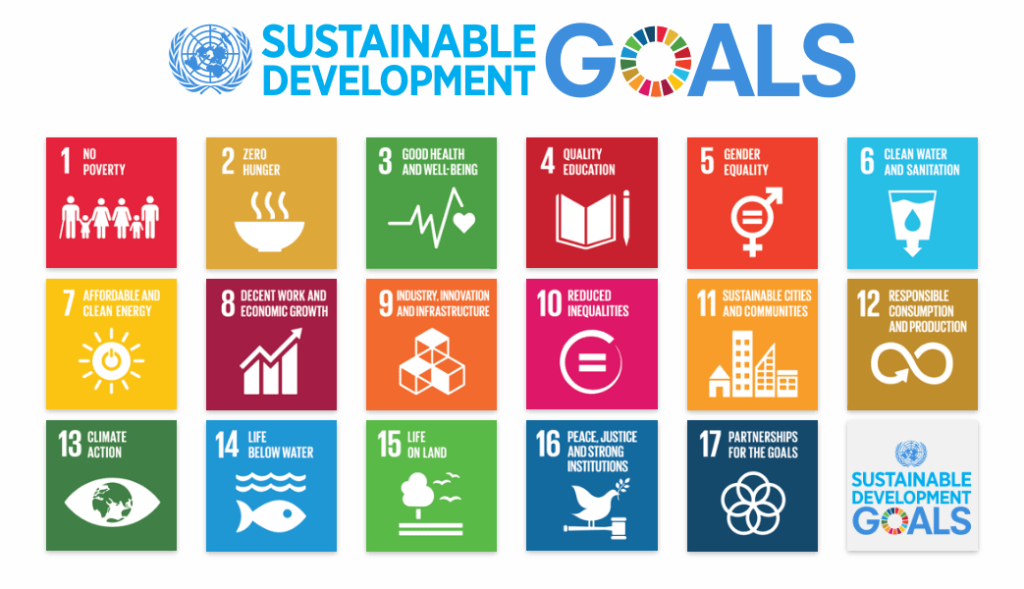 SUSTAINABLE
DEVELOPMENT
GOALS
1 NO
POVERTY
2 ZERO
HUNGER
3 GOOD HEALTH
AND WELL-BEING
4 QUALITY
EDUCATION
5 GENDER
EQUALITY
6 CLEAN WATER
AND SANITATION
7 AFFORDABLE AND
CLEAN ENERGY
8 DECENT WORK AND
ECONOMIC GROWTH
9 INDUSTRY, INNOVATION
AND INFRASTRUCTURE
10 REDUCED
INEQUALITIES
11 SUSTAINABLE CITIES
AND COMMUNITIES
12 RESPONSIBLE
CONSUMPTION
AND PRODUCTION
13 CLIMATE
ACTION
14 LIFE
BELOW WATER
15 LIFE
ON LAND
16 PEACE, JUSTICE
AND STRONG
INSTITUTIONS
17 PARTNERSHIPS
FOR THE GOALS
SUSTAINABLE
DEVELOPMENT
GOALS